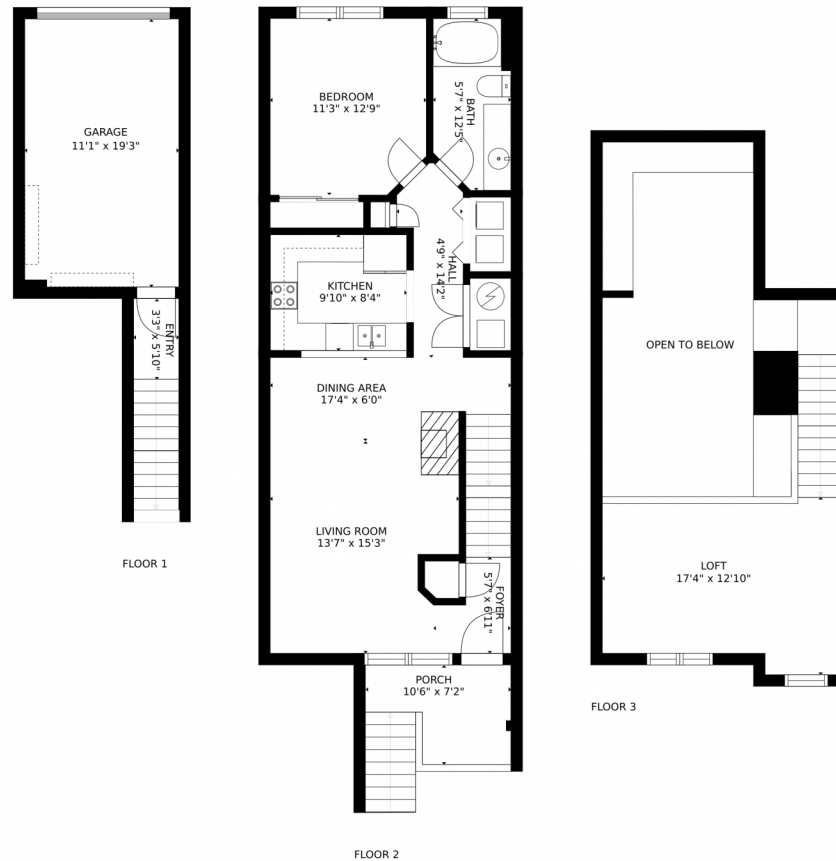 GARAGE
11'1" x 19'3"
ENTRY
3'3" x 5'10"
FLOOR 1
BEDROOM
11'3" x 12'9"
BATH
5'7" x 12'5"
HALL
4'9" x 14'2"
KITCHEN
9'10" x 8'4"
DINING AREA
17'4" x 6'0"
LIVING ROOM
13'7" x 15'3"
FOYER
5'7" x 6'11"
PORCH
10'6" x 7'2"
FLOOR 2
OPEN TO BELOW
LOFT
17'4" x 12'10"
FLOOR 3